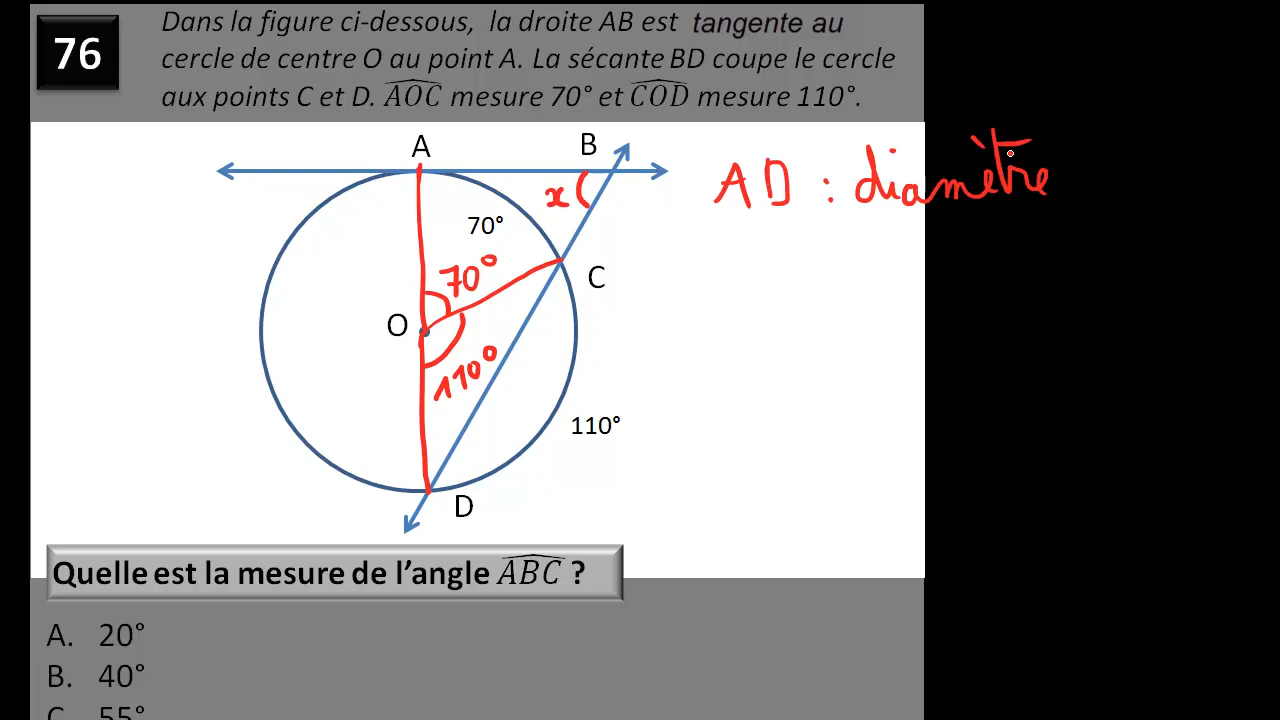 76
Dans la figure ci-dessous, la droite AB est tangente au
cercle de centre O au point A. La sécante BD coupe le cercle
aux points C et D. AOC mesure 70° et COD mesure 110°.
A
B
AD : diamètre
x
70°
70°
C
O
110°
110°
D
Quelle est la mesure de l'angle ABC ?
A. 20°
B. 40°
C. 55°